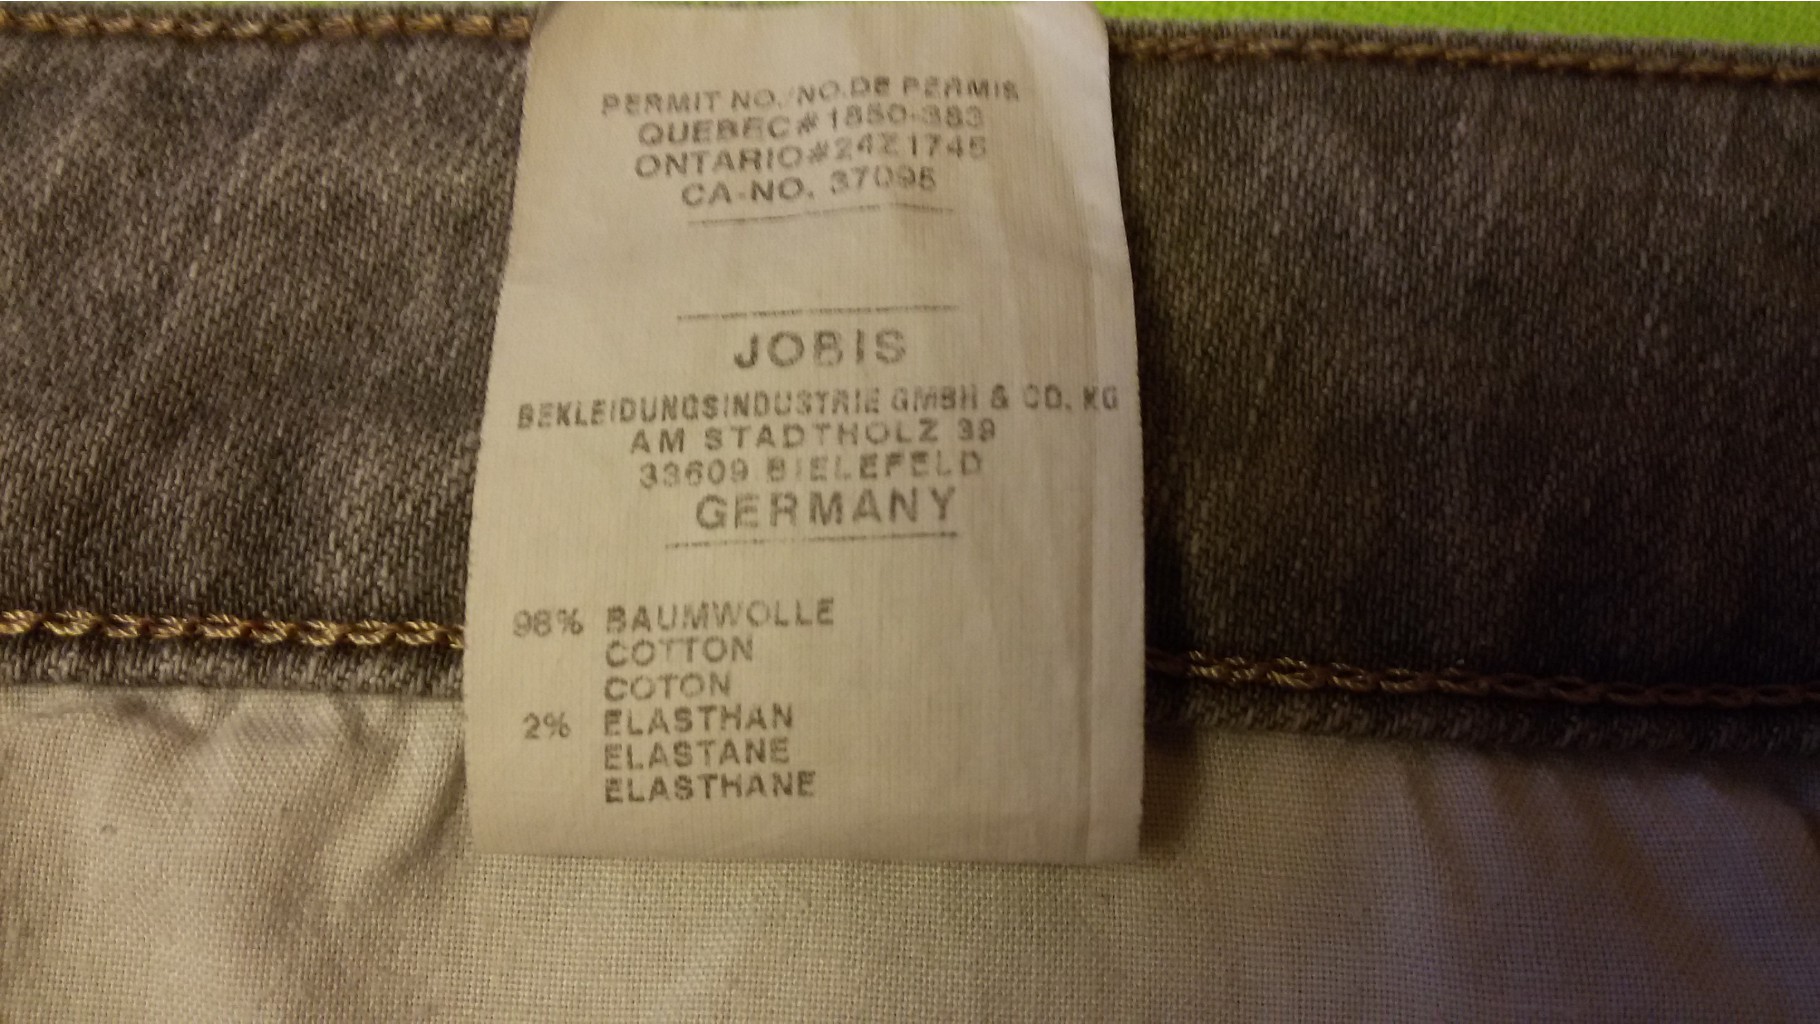 PERMIT NO./NO.DE PERMIS
QUEBEC#1850-383
ONTARIO#24Z1745
CA-NO. 37095
JOBIS
BEKLEIDUNGSINDUSTRIE GMBH & CO. KG
AM STADTHOLZ 39
33609 BIELEFELD
GERMANY
98% BAUMWOLLE
COTTON
COTON
2% ELASTHAN
ELASTANE
ELASTHANE